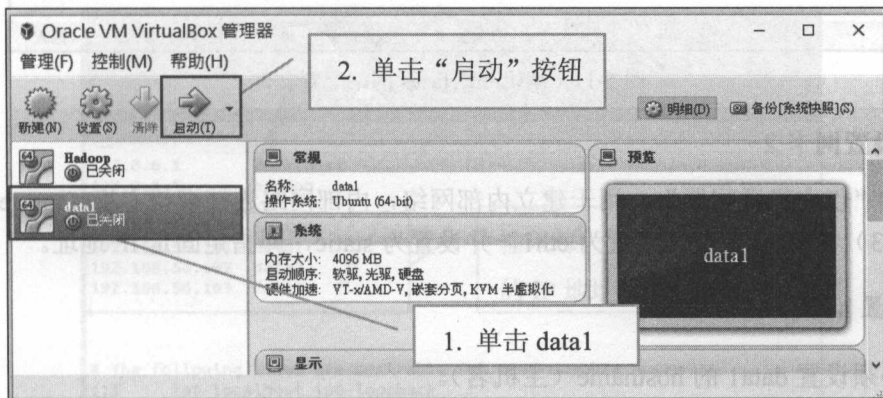 Oracle VM VirtualBox 管理器
管理(F) 控制(M) 帮助(H)
2. 单击“启动”按钮
新建(N) 设置(S) 清除 启动(T)
明细(D) 备份[系统快照](S)
Hadoop
已关闭
data1
已关闭
常规
名称: data1
操作系统: Ubuntu (64-bit)
系统
内存大小: 4096 MB
启动顺序: 软驱, 光驱, 硬盘
硬件加速: VT-x/AMD-V, 嵌套分页, KVM 半虚拟化
显示
预览
data1
1. 单击 data1